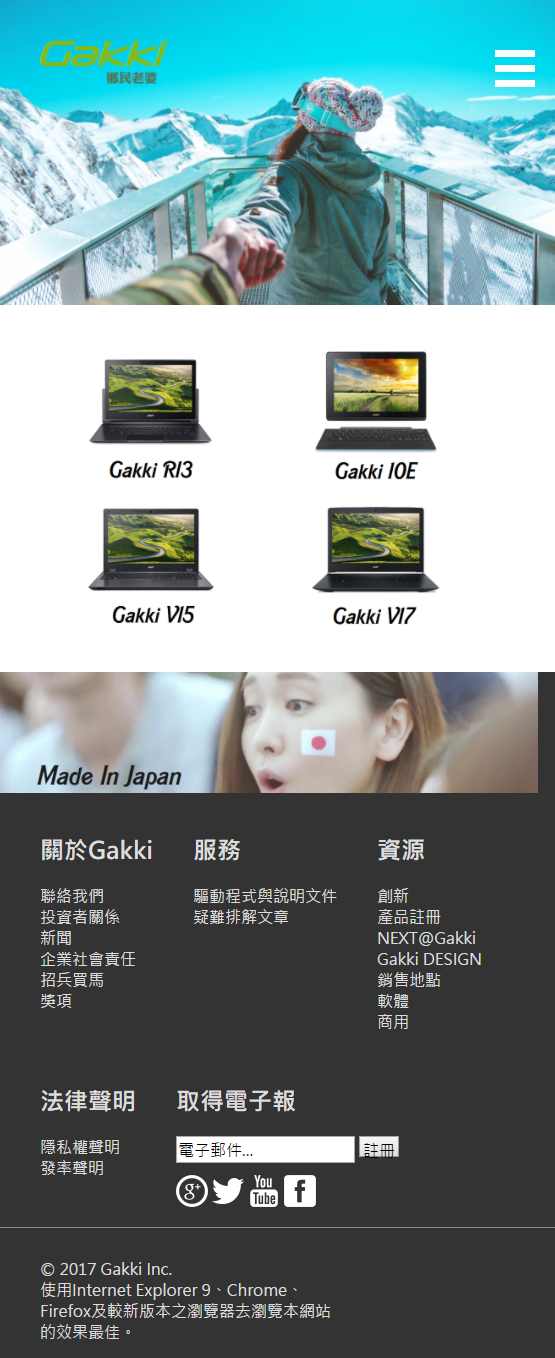 Gakki
鄉民老婆
Gakki R13
Gakki 10E
Gakki V15
Gakki V17
Made In Japan
關於Gakki
聯絡我們
投資者關係
新聞
企業社會責任
招兵買馬
獎項
服務
驅動程式與說明文件
疑難排解文章
資源
創新
產品註冊
NEXT@Gakki
Gakki DESIGN
銷售地點
軟體
商用
法律聲明
隱私權聲明
發率聲明
取得電子報
電子郵件...
註冊
g+
You
Tube
f
© 2017 Gakki Inc.
使用Internet Explorer 9、Chrome、
Firefox及較新版本之瀏覽器去瀏覽本網站
的效果最佳。